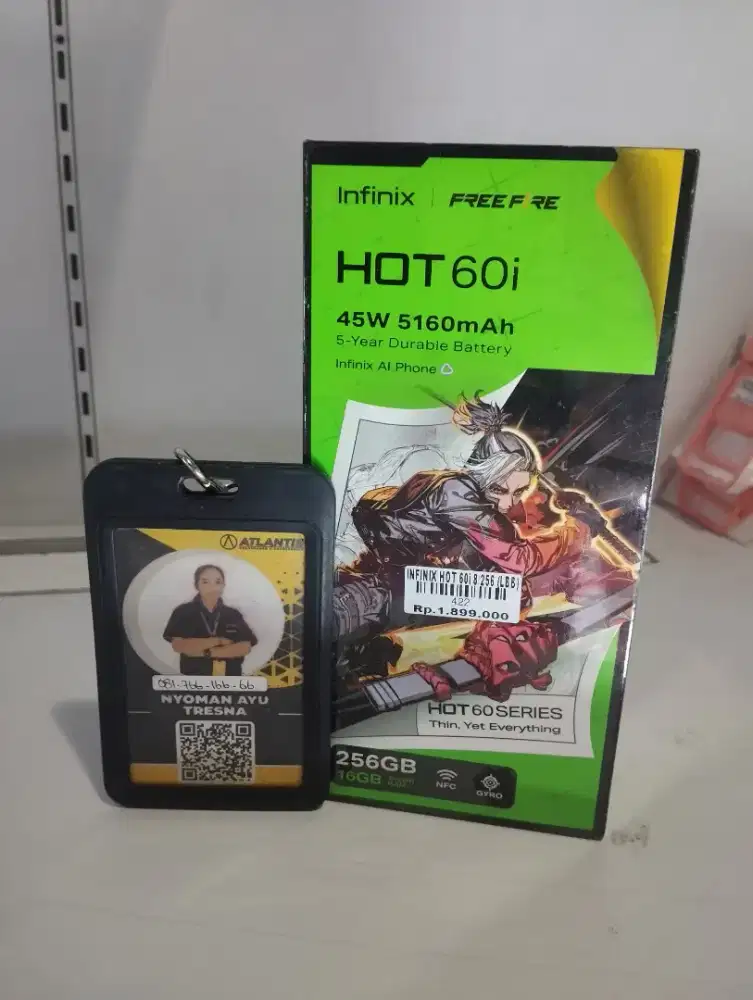 Infinix | FREE FIRE
HOT 60i
45W 5160mAh
5-Year Durable Battery
Infinix AI Phone
INFINIX HOT 60i 8/256 (LBB)
422
Rp.1.899.000
HOT 60 SERIES
Thin, Yet Everything
256GB
16GB
NFC
GYRO
ATLANTIS
081-766-166-66
NYOMAN AYU
TRESNA